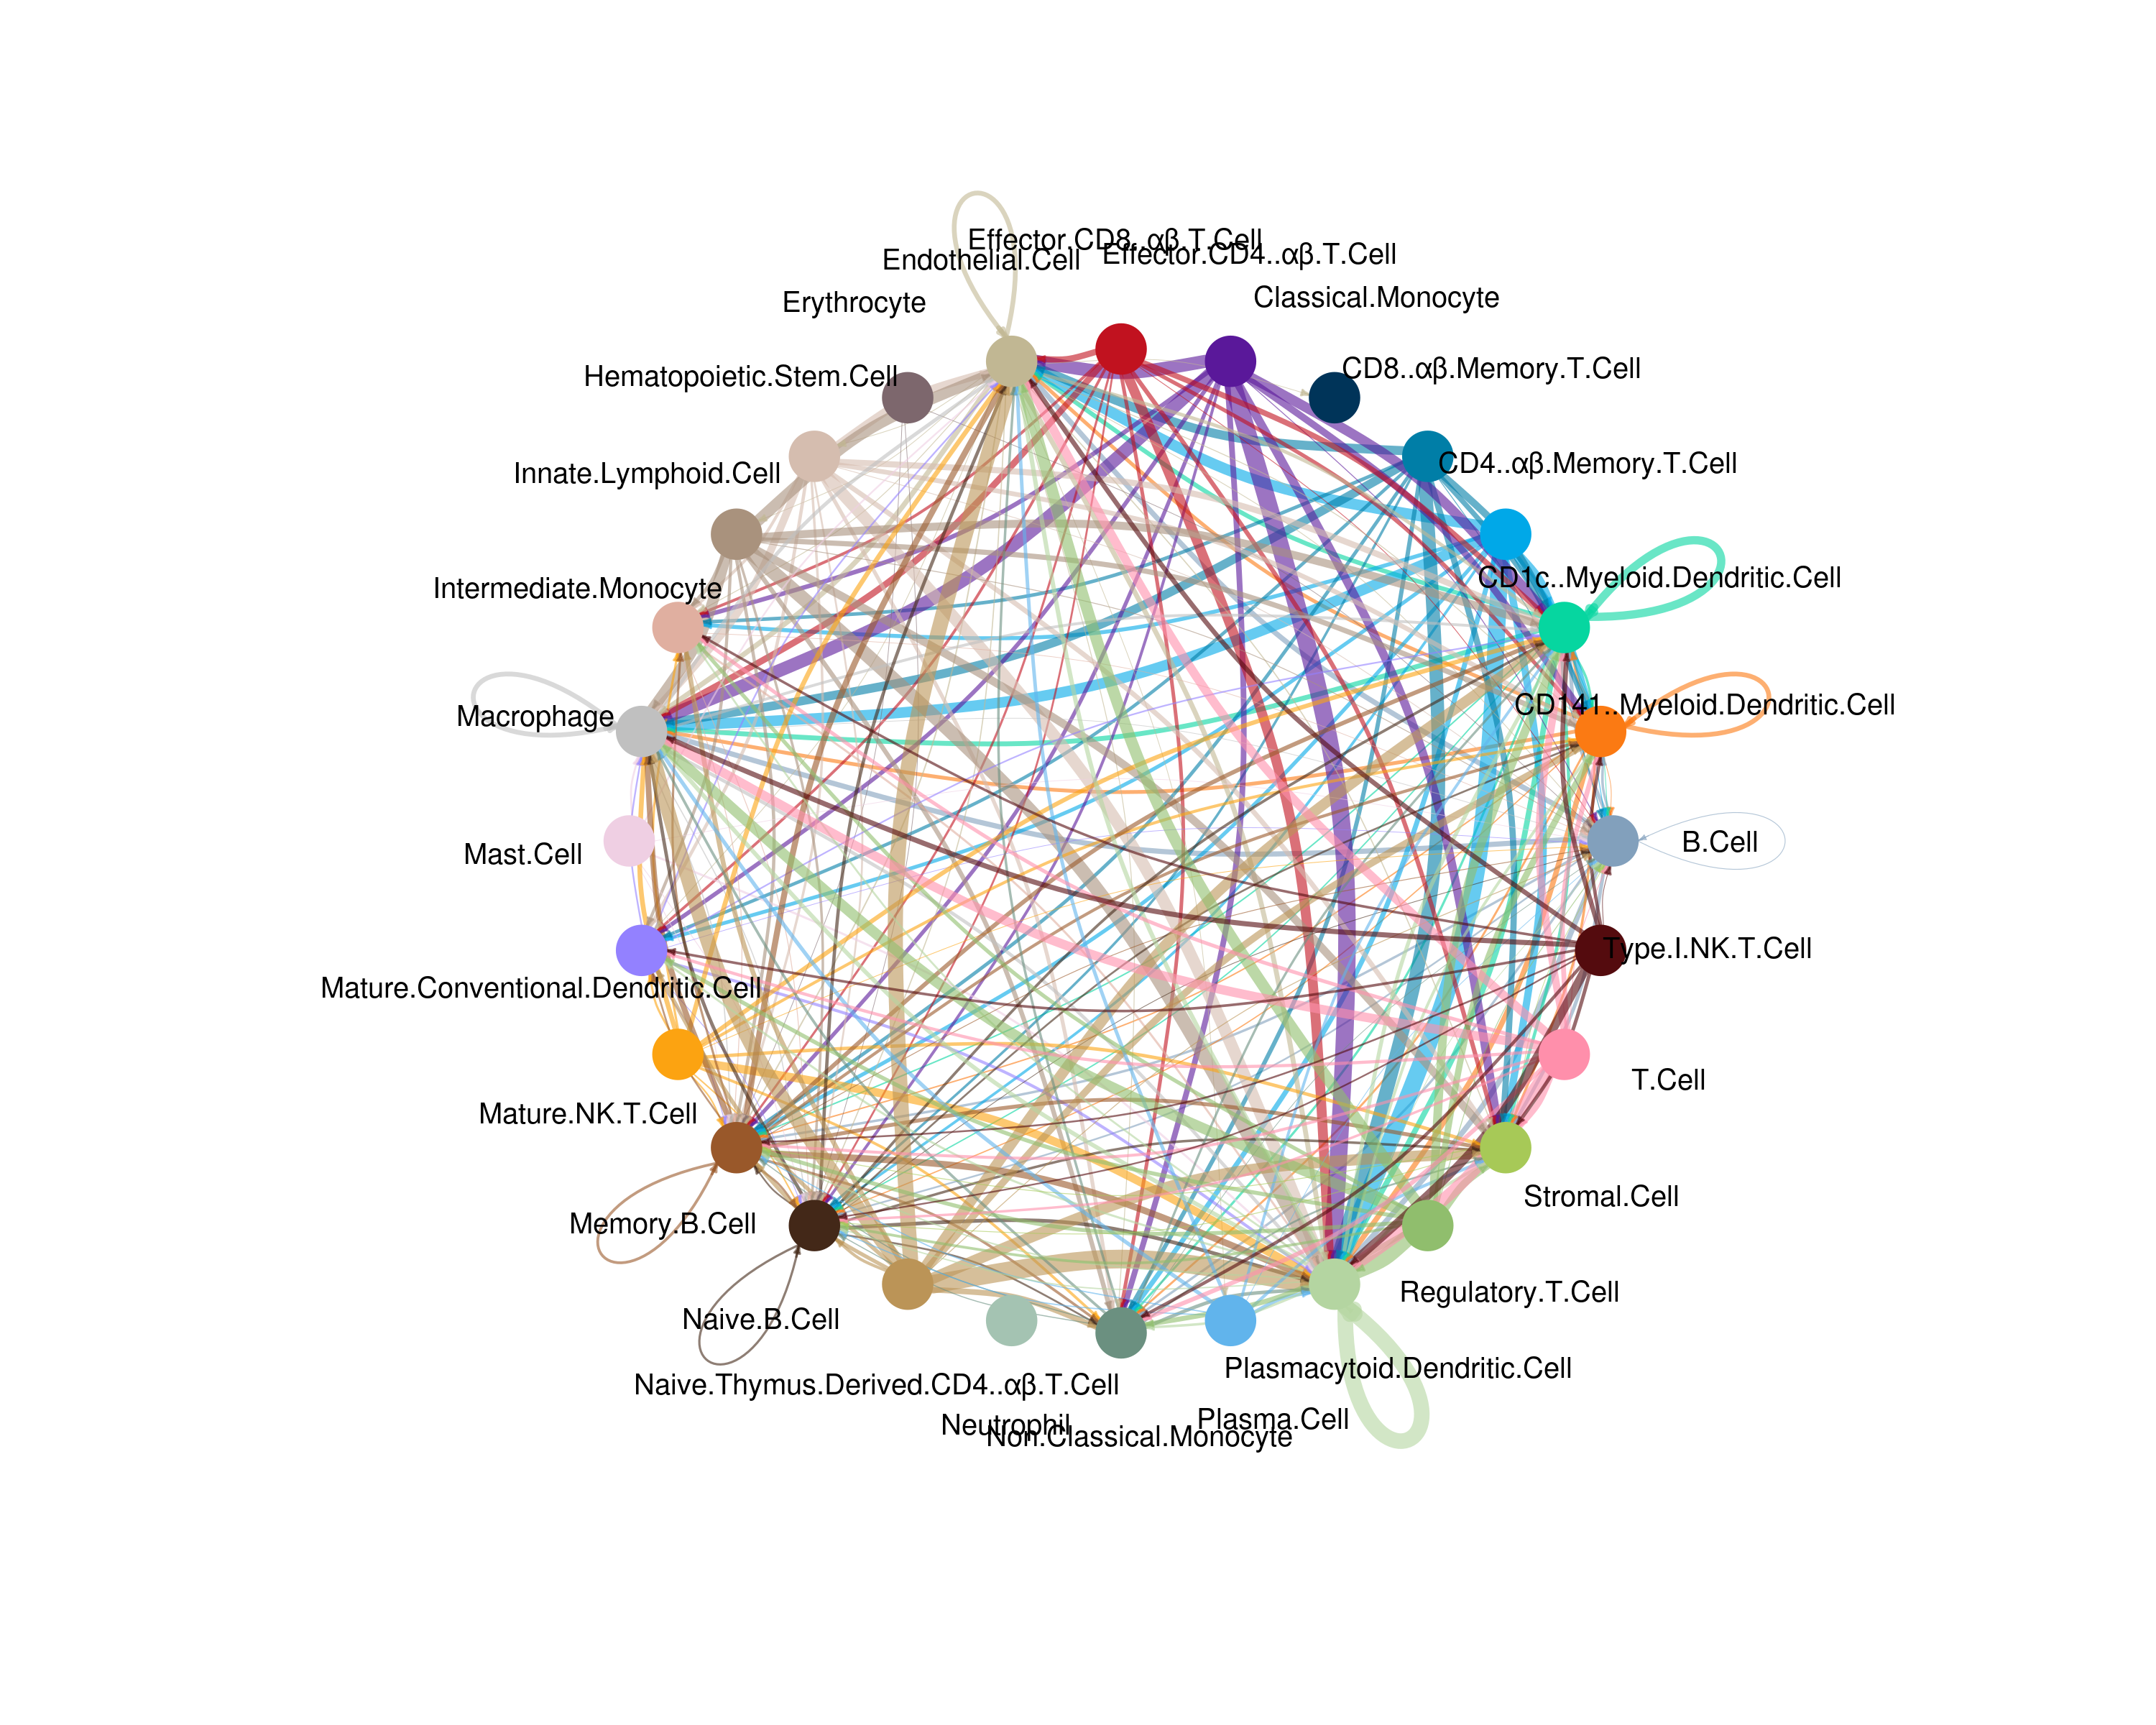 Effector.CD8..αβ.T.Cell
Endothelial.Cell
Effector.CD4..αβ.T.Cell
Erythrocyte
Classical.Monocyte
Hematopoietic.Stem.Cell
CD8..αβ.Memory.T.Cell
Innate.Lymphoid.Cell
CD4..αβ.Memory.T.Cell
Intermediate.Monocyte
CD1c..Myeloid.Dendritic.Cell
Macrophage
CD141..Myeloid.Dendritic.Cell
Mast.Cell
B.Cell
Mature.Conventional.Dendritic.Cell
Type.I.NK.T.Cell
Mature.NK.T.Cell
T.Cell
Memory.B.Cell
Stromal.Cell
Naive.B.Cell
Regulatory.T.Cell
Naive.Thymus.Derived.CD4..αβ.T.Cell
Plasmacytoid.Dendritic.Cell
Neutrophil
Plasma.Cell
Non.Classical.Monocyte